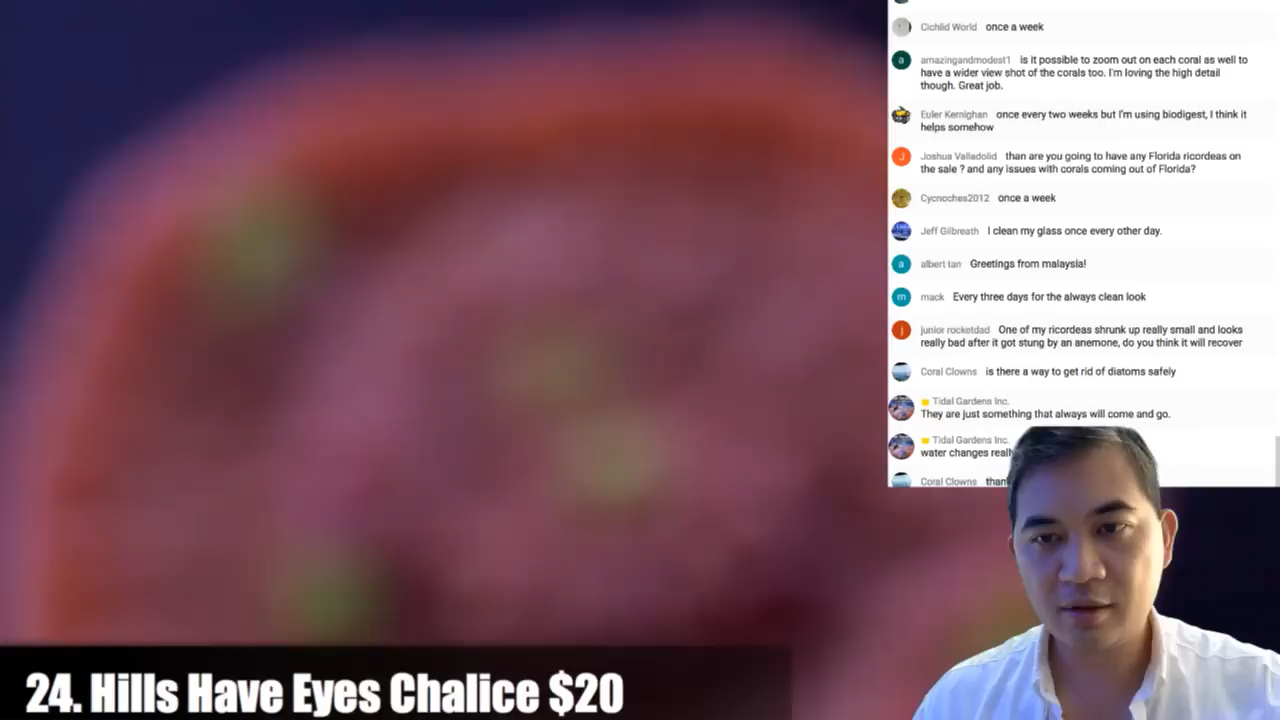 Cichlid World once a week
amazingandmodest1 is it possible to zoom out on each coral as well to
have a wider view shot of the corals too. I'm loving the high detail
though. Great job.
Euler Kernighan once every two weeks but I'm using biodigest, I think it
helps somehow
J
Joshua Valladolid than are you going to have any Florida ricordeas on
the sale ? and any issues with corals coming out of Florida?
Cycnoches2012 once a week
Jeff Gilbreath I clean my glass once every other day.
a
albert tan Greetings from malaysia!
m
mack Every three days for the always clean look
j
junior rocketdad One of my ricordeas shrunk up really small and looks
really bad after it got stung by an anemone, do you think it will recover
Coral Clowns is there a way to get rid of diatoms safely
Tidal Gardens Inc.
They are just something that always will come and go.
Tidal Gardens Inc.
water changes
Coral Clowns
24. Hills Have Eyes Chalice $20